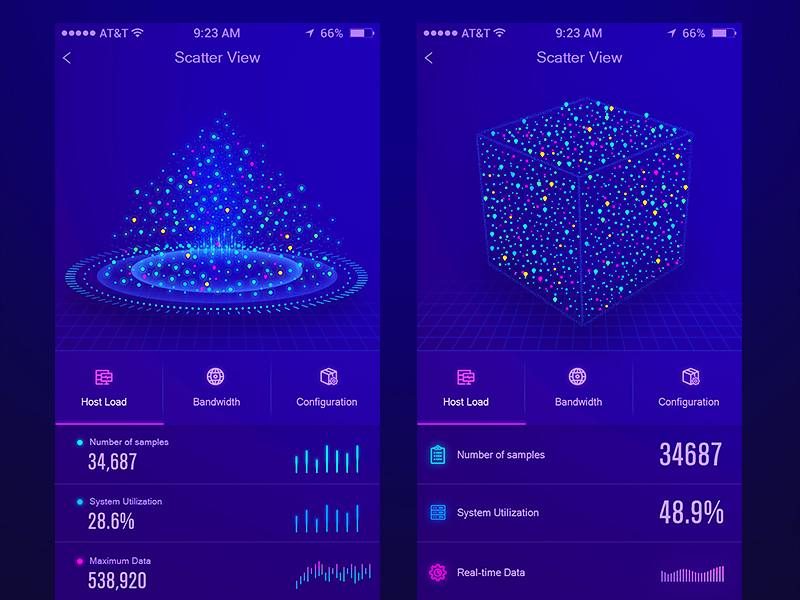 AT&T 9:23 AM 66%
Scatter View
Host Load Bandwidth Configuration
Number of samples
34,687
System Utilization
28.6%
Maximum Data
538,920
AT&T 9:23 AM 66%
Scatter View
Host Load Bandwidth Configuration
Number of samples 34687
System Utilization 48.9%
Real-time Data